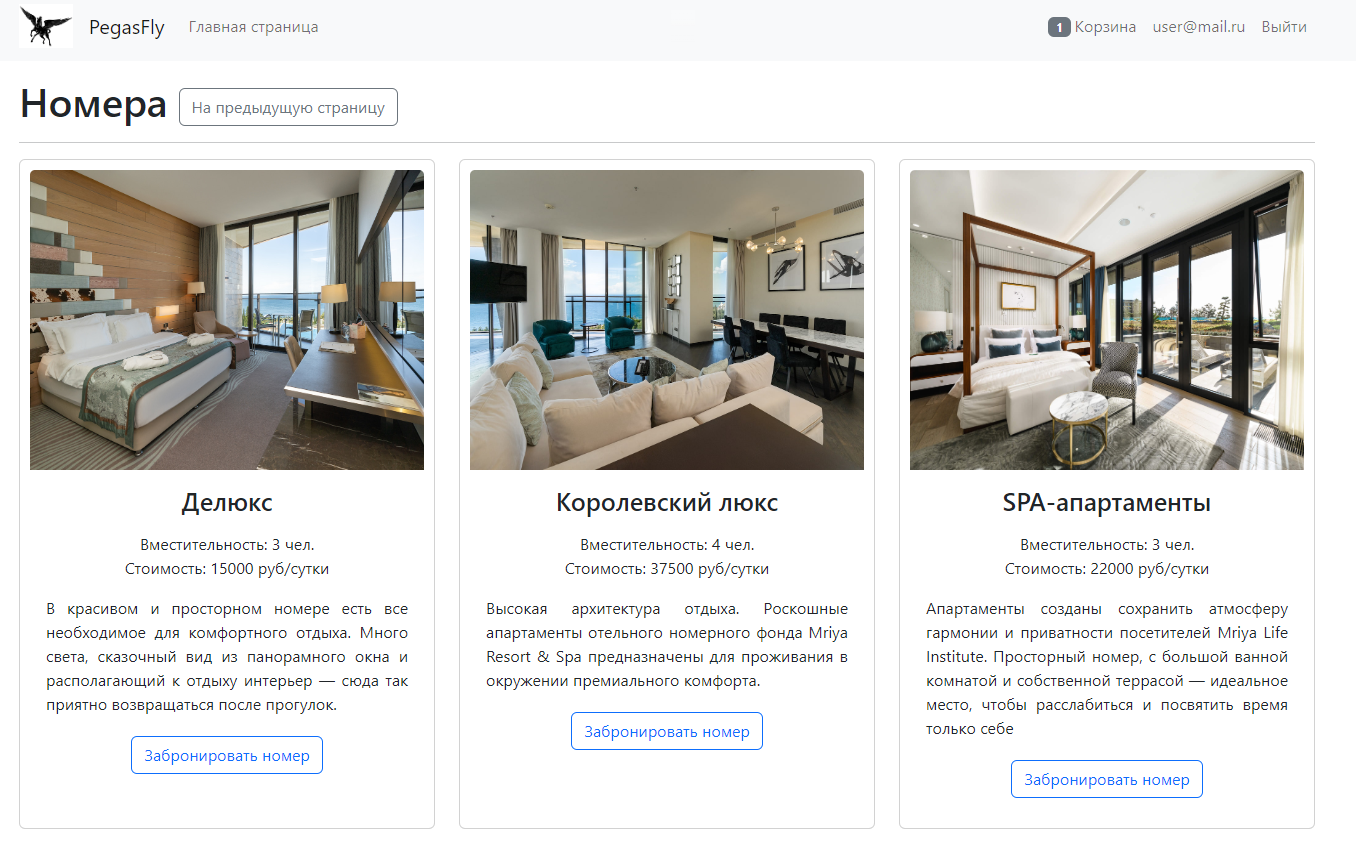 PegasFly Главная страница 1 Корзина user@mail.ru Выйти
Номера На предыдущую страницу
Делюкс
Вместительность: 3 чел.
Стоимость: 15000 руб/сутки
В красивом и просторном номере есть все
необходимое для комфортного отдыха. Много
света, сказочный вид из панорамного окна и
располагающий к отдыху интерьер — сюда так
приятно возвращаться после прогулок.
Забронировать номер
Королевский люкс
Вместительность: 4 чел.
Стоимость: 37500 руб/сутки
Высокая архитектура отдыха. Роскошные
апартаменты отельного номерного фонда Mriya
Resort & Spa предназначены для проживания в
окружении премиального комфорта.
Забронировать номер
SPA-апартаменты
Вместительность: 3 чел.
Стоимость: 22000 руб/сутки
Апартаменты созданы сохранить атмосферу
гармонии и приватности посетителей Mriya Life
Institute. Просторный номер, с большой ванной
комнатой и собственной террасой — идеальное
место, чтобы расслабиться и посвятить время
только себе
Забронировать номер